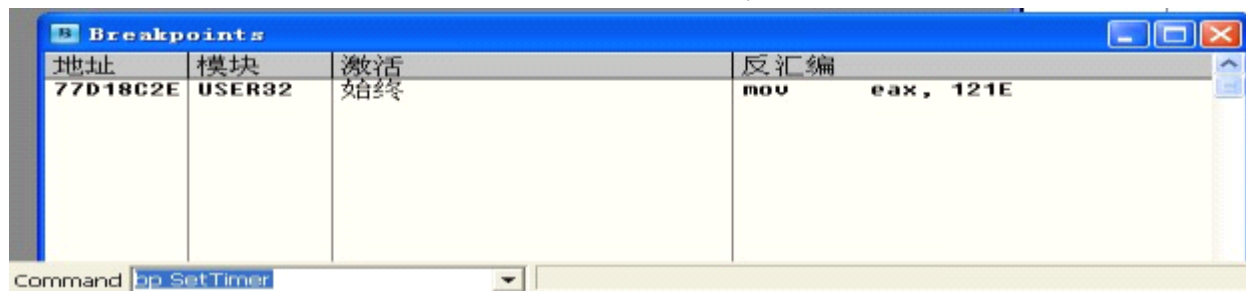 Breakpoints
地址 模块 激活 反汇编
77D18C2E USER32 始终 mov eax, 121E
Command bp SetTimer